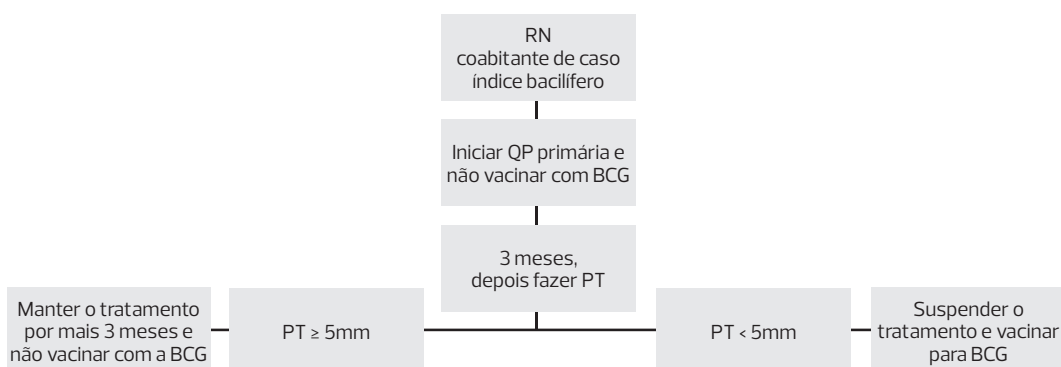 RN
coabitante de caso
índice bacilífero
Iniciar QP primária e
não vacinar com BCG
3 meses,
depois fazer PT
Manter o tratamento
por mais 3 meses e
não vacinar com a BCG
PT ≥ 5mm
PT < 5mm
Suspender o
tratamento e vacinar
para BCG